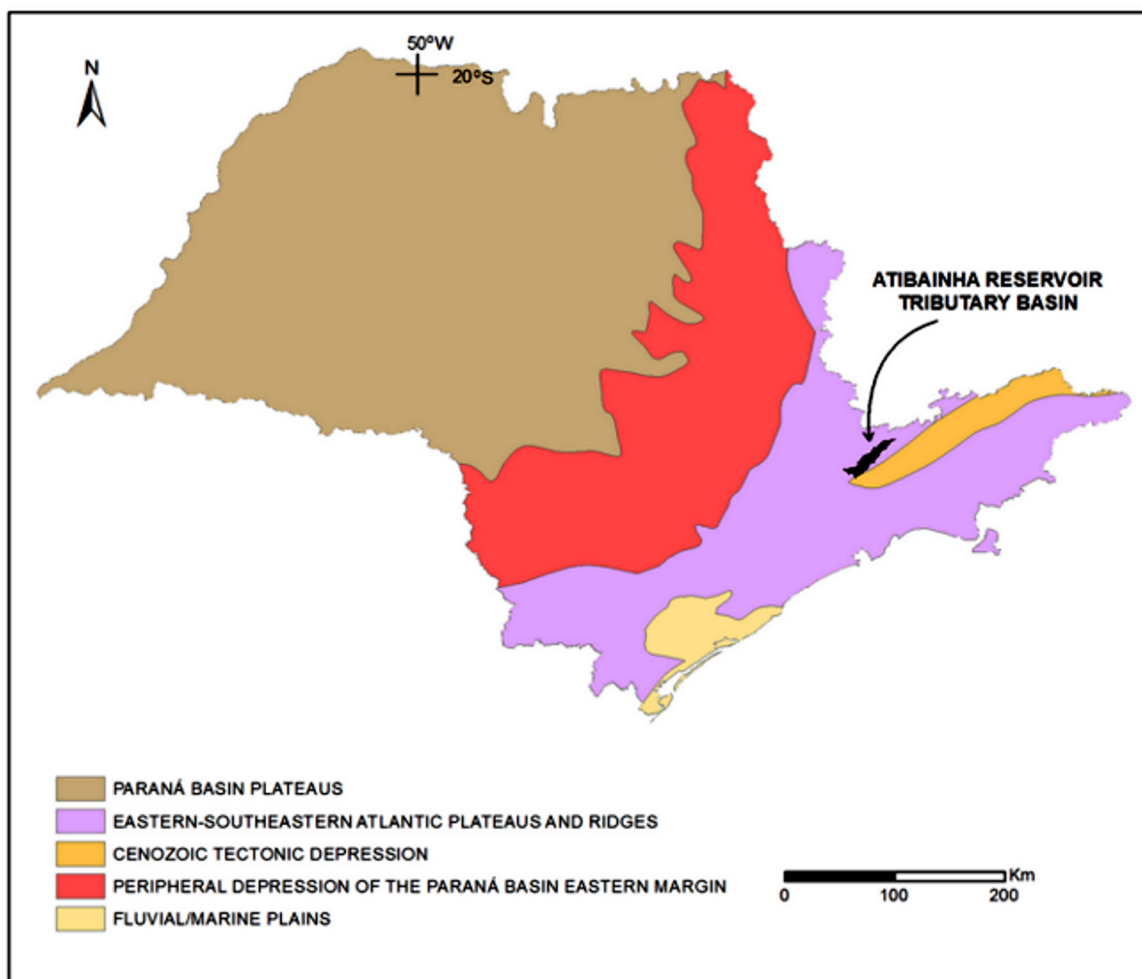 50°W
N
20°S
ATIBAINHA RESERVOIR
TRIBUTARY BASIN
PARANÁ BASIN PLATEAUS
EASTERN-SOUTHEASTERN ATLANTIC PLATEAUS AND RIDGES
CENOZOIC TECTONIC DEPRESSION
PERIPHERAL DEPRESSION OF THE PARANÁ BASIN EASTERN MARGIN
FLUVIAL/MARINE PLAINS
Km
0 100 200